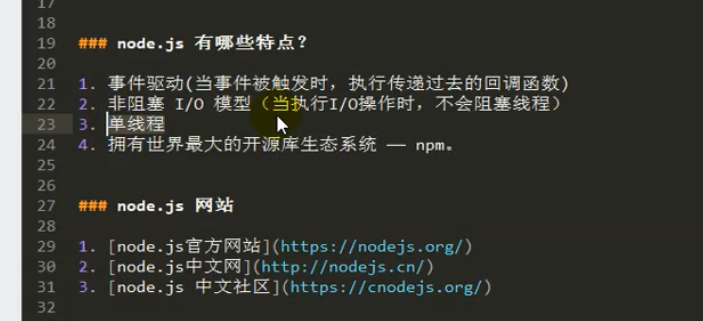 17
18
19 ### node.js 有哪些特点？
20
21 1. 事件驱动(当事件被触发时，执行传递过去的回调函数)
22 2. 非阻塞 I/O 模型（当执行I/O操作时，不会阻塞线程）
23 3. 单线程
24 4. 拥有世界最大的开源库生态系统 —— npm。
25
26
27 ### node.js 网站
28
29 1. [node.js官方网站](https://nodejs.org/)
30 2. [node.js中文网](http://nodejs.cn/)
31 3. [node.js 中文社区](https://cnodejs.org/)
32